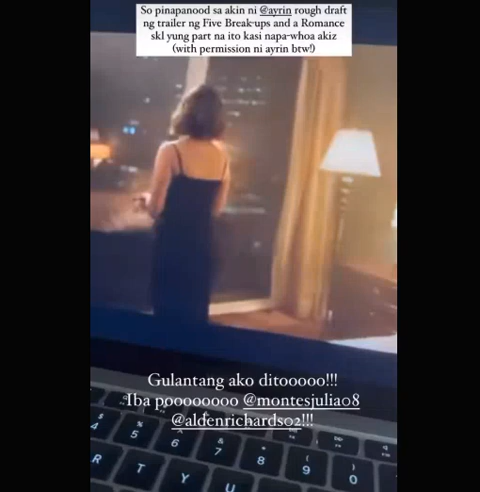 So pinapanood sa akin ni @ayrin rough draft
ng trailer ng Five Break-ups and a Romance
skl yung part na ito kasi napa-whoa akiz
(with permission ni ayrin btw!)
Gulantang ako ditooooo!!!
Iba poooooooo @montesjulia08
@aldenrichards02!!!
$ % ^ & * ( )
4 5 6 7 8 9 0
R T Y U